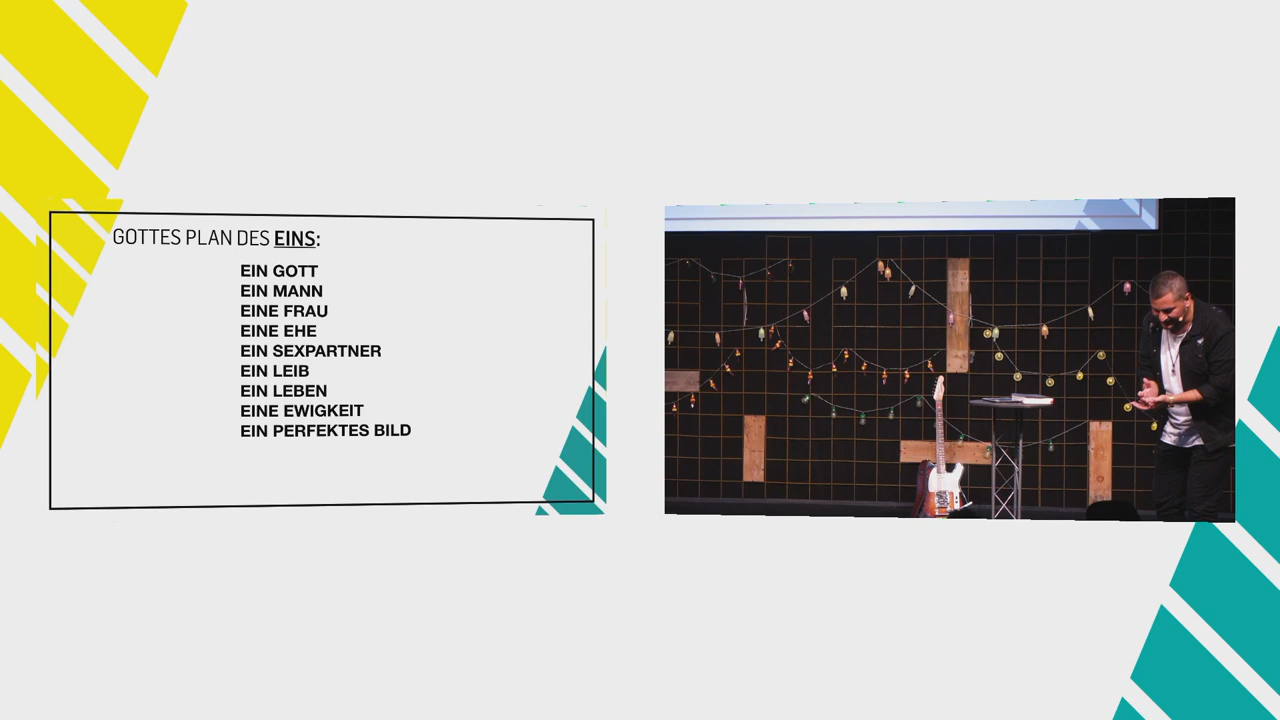 GOTTES PLAN DES EINS:
EIN GOTT
EIN MANN
EINE FRAU
EINE EHE
EIN SEXPARTNER
EIN LEIB
EIN LEBEN
EINE EWIGKEIT
EIN PERFEKTES BILD